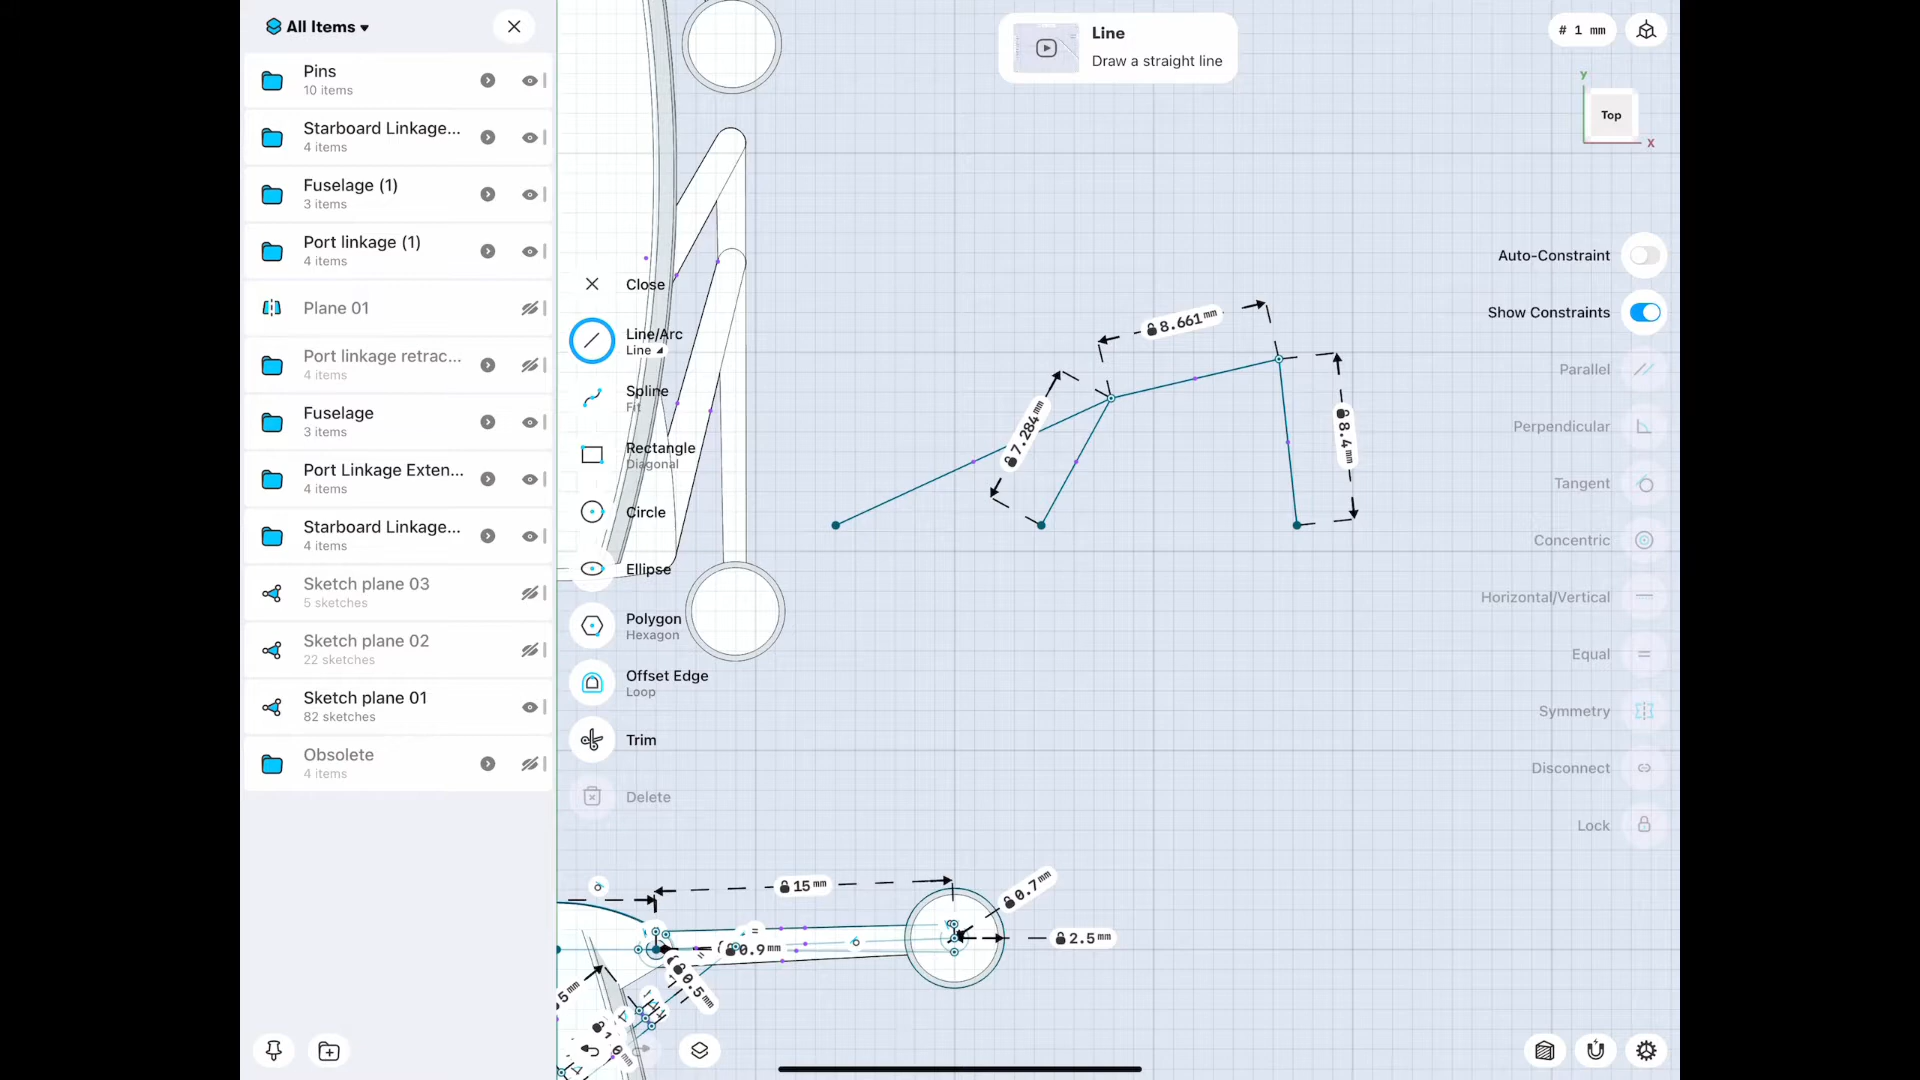 All Items
Pins
10 items
Starboard Linkage...
4 items
Fuselage (1)
3 items
Port linkage (1)
4 items
Plane 01
Port linkage retrac...
4 items
Fuselage
3 items
Port Linkage Exten...
4 items
Starboard Linkage...
4 items
Sketch plane 03
5 sketches
Sketch plane 02
22 sketches
Sketch plane 01
82 sketches
Obsolete
4 items
Close
Line/Arc
Line
Spline
Fit
Rectangle
Diagonal
Circle
Ellipse
Polygon
Hexagon
Offset Edge
Loop
Trim
Delete
Line
Draw a straight line
8.661 mm
7.284 mm
8.4 mm
15 mm
0.7 mm
0.9 mm
2.5 mm
0.5 mm
# 1 mm
Y
Top
X
Auto-Constraint
Show Constraints
Parallel
Perpendicular
Tangent
Concentric
Horizontal/Vertical
Equal
Symmetry
Disconnect
Lock